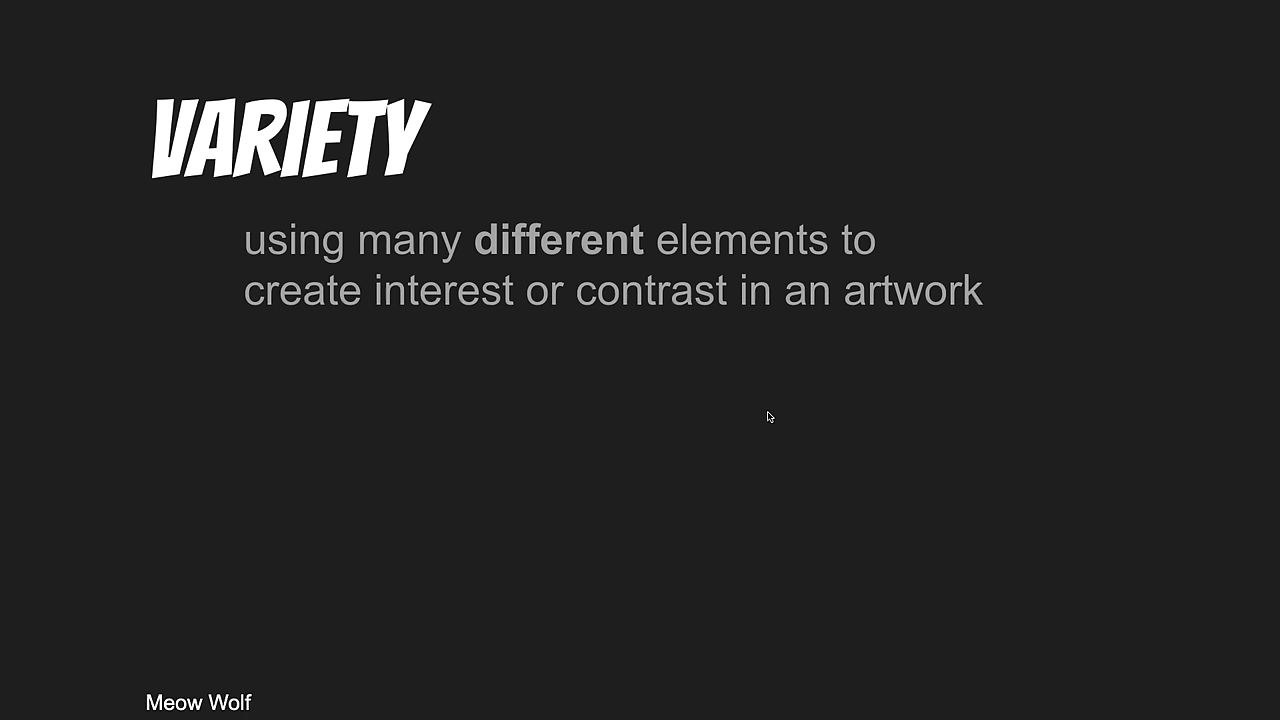 VARIETY
using many different elements to
create interest or contrast in an artwork
Meow Wolf